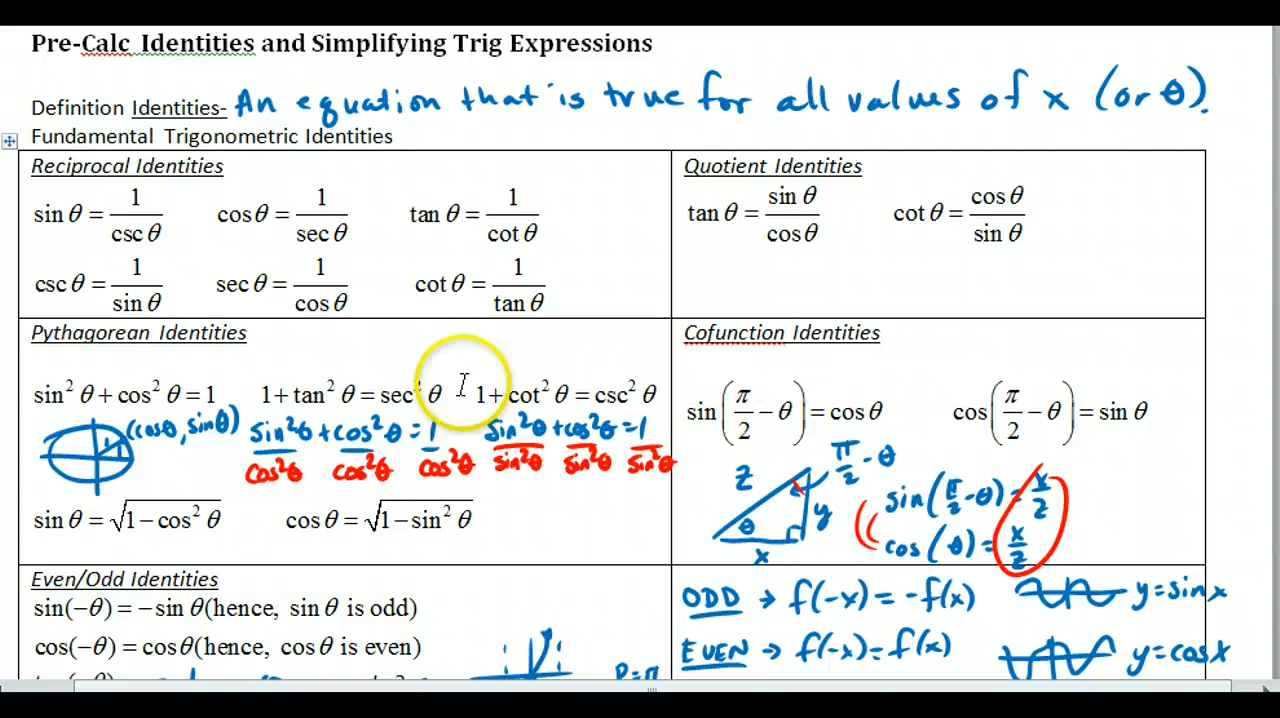 Pre-Calc Identities and Simplifying Trig Expressions
Definition Identities- An equation that is true for all values of x (or θ).
Fundamental Trigonometric Identities
Reciprocal Identities
sin θ = 1/csc θ cos θ = 1/sec θ tan θ = 1/cot θ
csc θ = 1/sin θ sec θ = 1/cos θ cot θ = 1/tan θ
Quotient Identities
tan θ = sin θ/cos θ cot θ = cos θ/sin θ
Pythagorean Identities
sin² θ + cos² θ = 1 1 + tan² θ = sec² θ 1 + cot² θ = csc² θ
(cosθ, sinθ) sin²θ/cos²θ + cos²θ/cos²θ = 1/cos²θ sin²θ/sin²θ + cos²θ/sin²θ = 1/sin²θ
sin θ = √(1 − cos² θ) cos θ = √(1 − sin² θ)
Cofunction Identities
sin(π/2 − θ) = cos θ cos(π/2 − θ) = sin θ
z π/2 - θ
θ y
x
sin(π/2 - θ) = x/z
cos(θ) = x/z
Even/Odd Identities
sin(−θ) = −sin θ (hence, sin θ is odd)
cos(−θ) = cos θ (hence, cos θ is even)
ODD → f(-x) = -f(x) y = sin x
EVEN → f(-x) = f(x) y = cos x